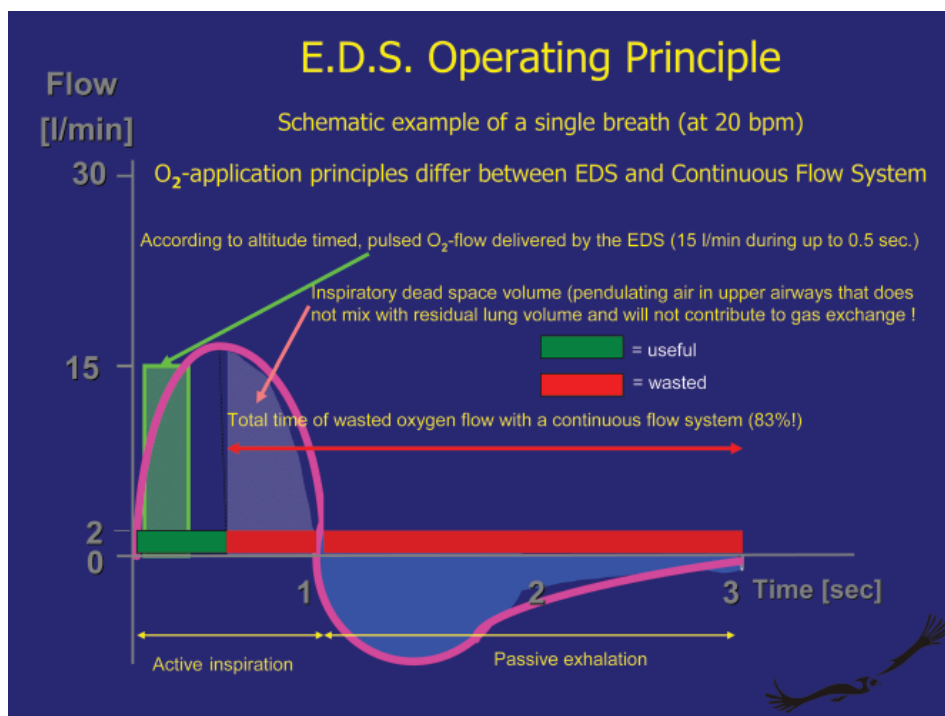 E.D.S. Operating Principle
Flow
[l/min]
Schematic example of a single breath (at 20 bpm)
30
O₂-application principles differ between EDS and Continuous Flow System
According to altitude timed, pulsed O₂-flow delivered by the EDS (15 l/min during up to 0.5 sec.)
Inspiratory dead space volume (pendulating air in upper airways that does
not mix with residual lung volume and will not contribute to gas exchange !
= useful
15
= wasted
Total time of wasted oxygen flow with a continuous flow system (83%!)
2
0
1
2
3
Time [sec]
Active inspiration
Passive exhalation